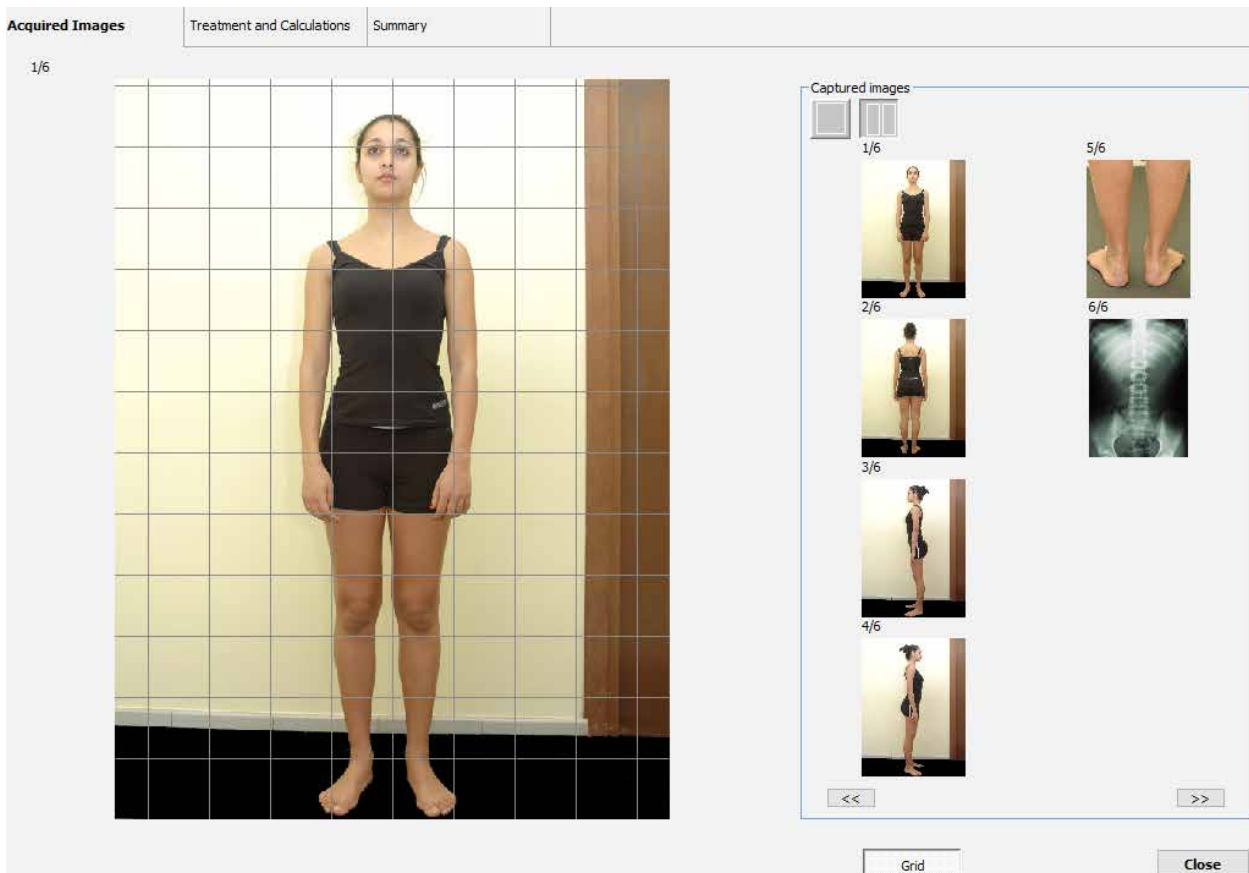 Acquired Images
Treatment and Calculations
Summary
1/6
Captured images
1/6
5/6
2/6
6/6
3/6
4/6
<<
>>
Grid
Close